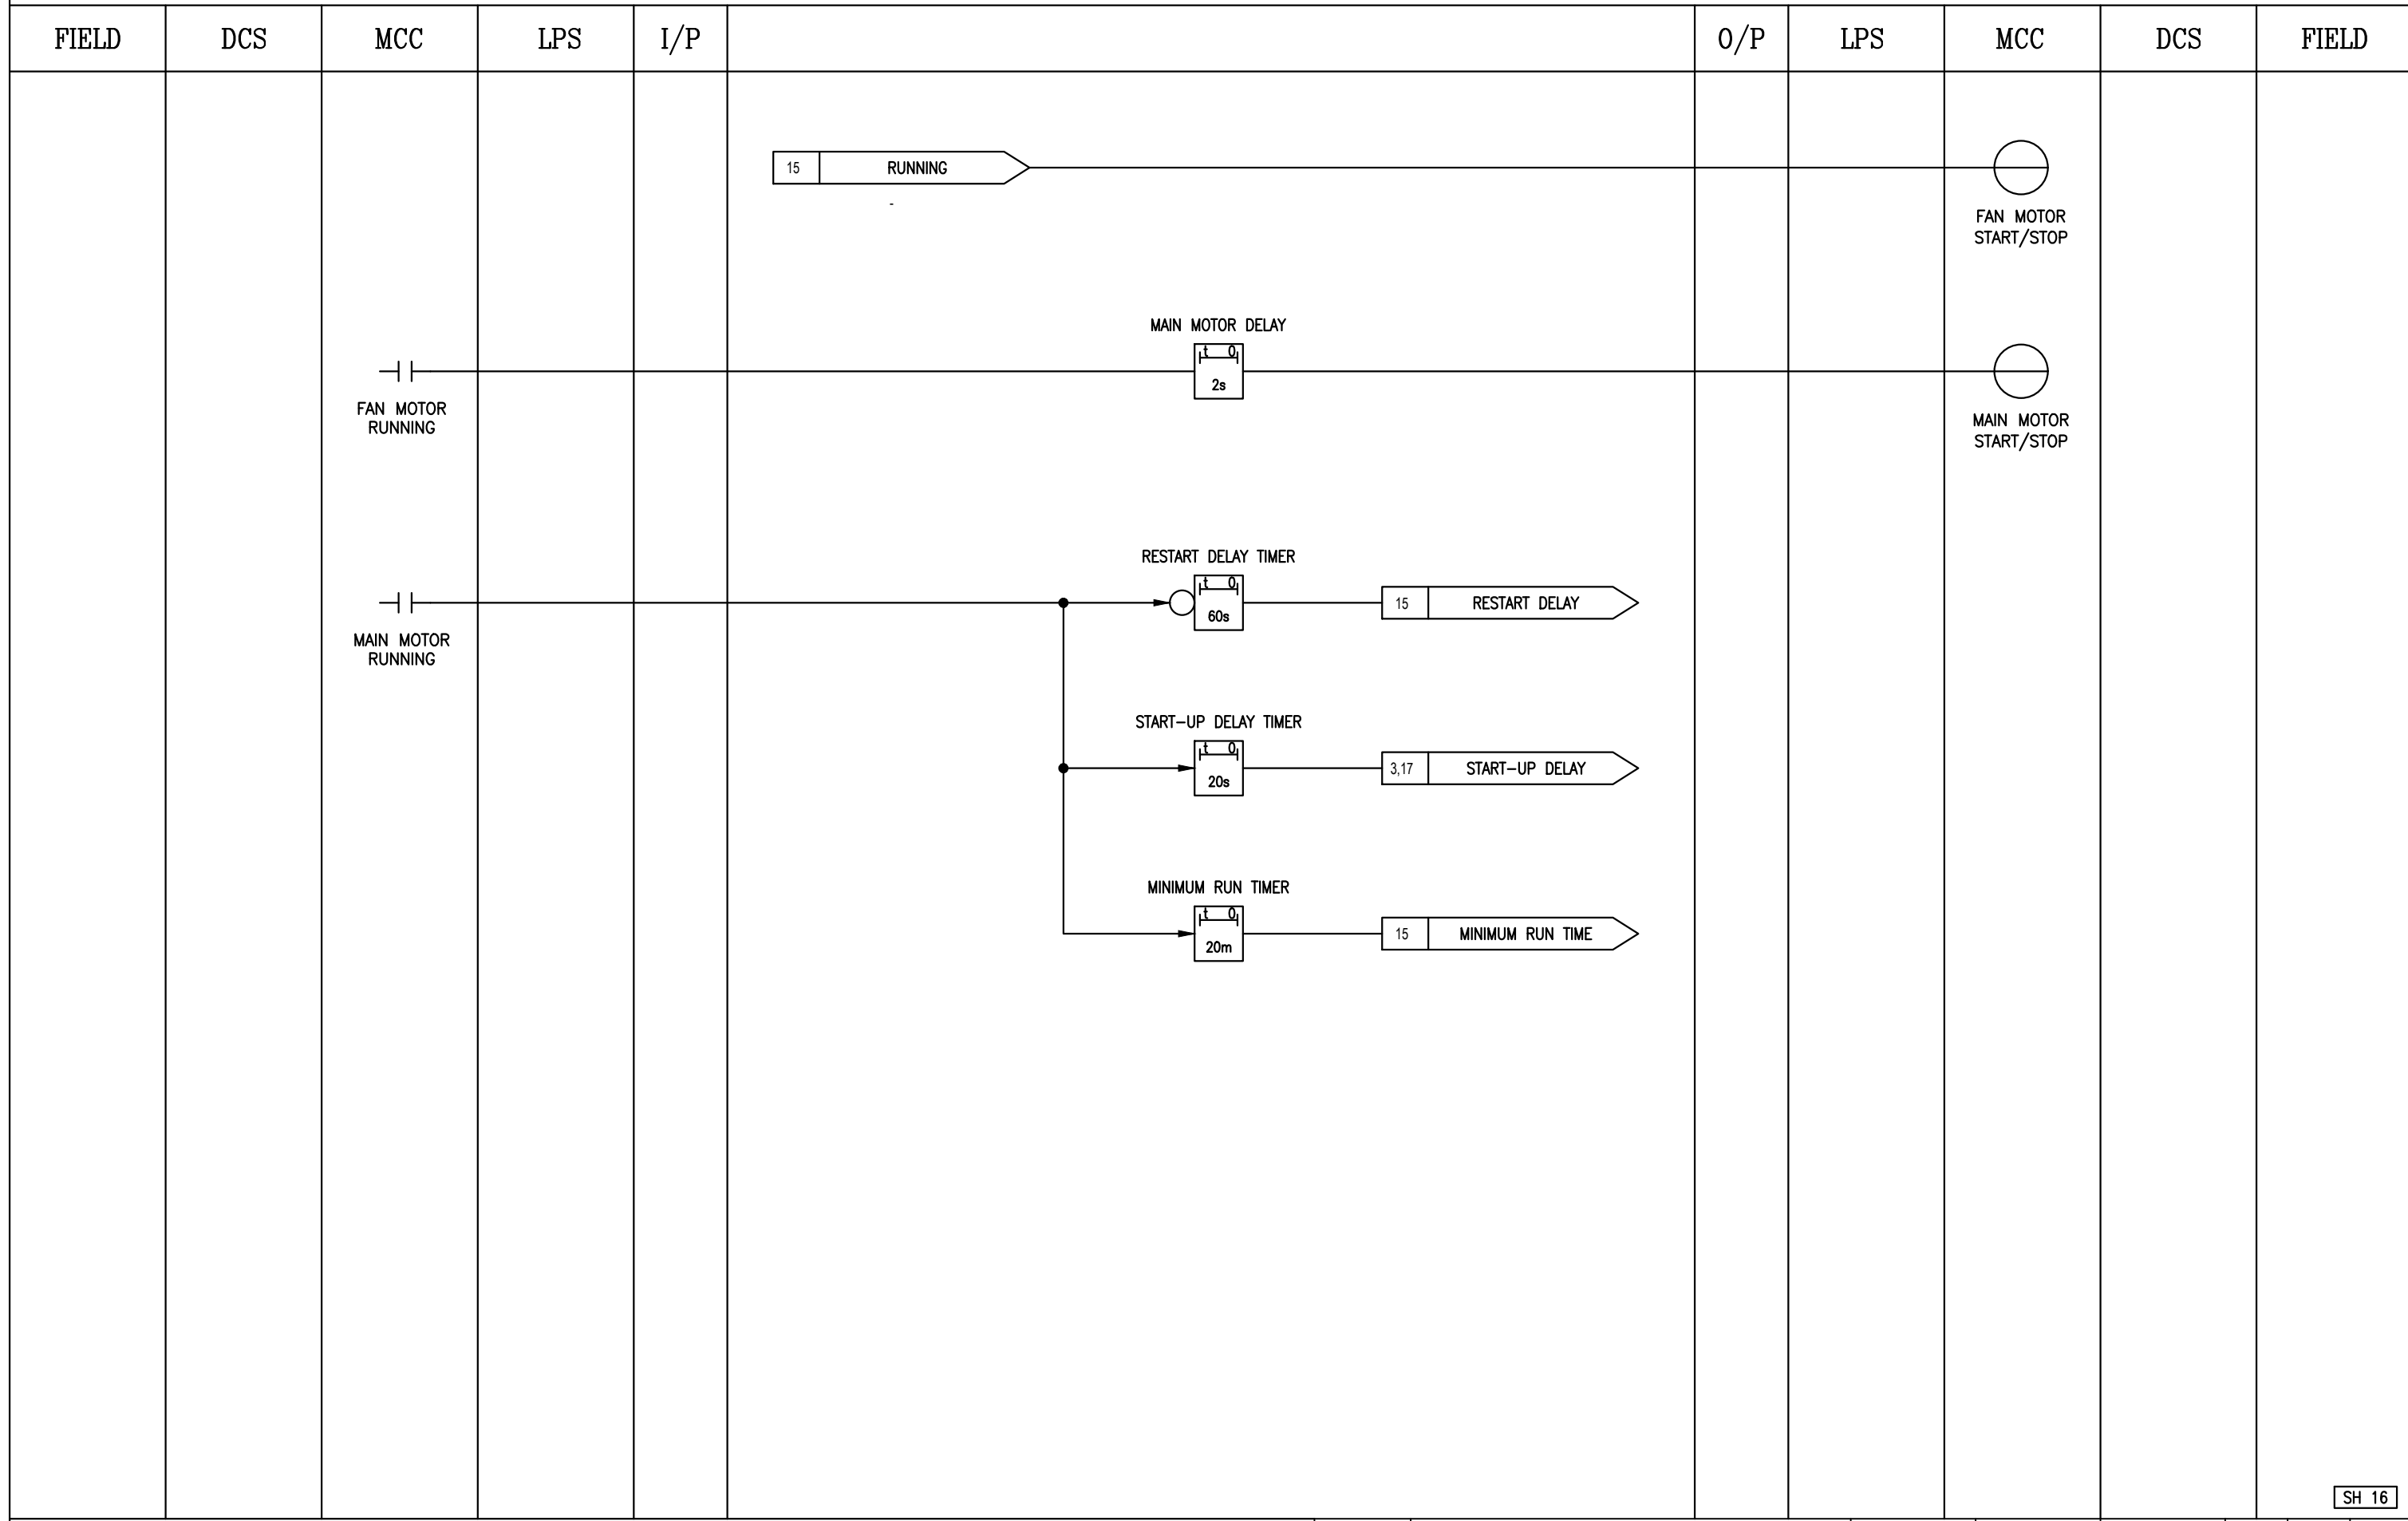 FIELD DCS MCC LPS I/P O/P LPS MCC DCS FIELD
15 RUNNING
-
FAN MOTOR
START/STOP
MAIN MOTOR DELAY
t 0
2s
FAN MOTOR
RUNNING
MAIN MOTOR
START/STOP
RESTART DELAY TIMER
t 0
60s
15 RESTART DELAY
MAIN MOTOR
RUNNING
START-UP DELAY TIMER
t 0
20s
3,17 START-UP DELAY
MINIMUM RUN TIMER
t 0
20m
15 MINIMUM RUN TIME
SH 16